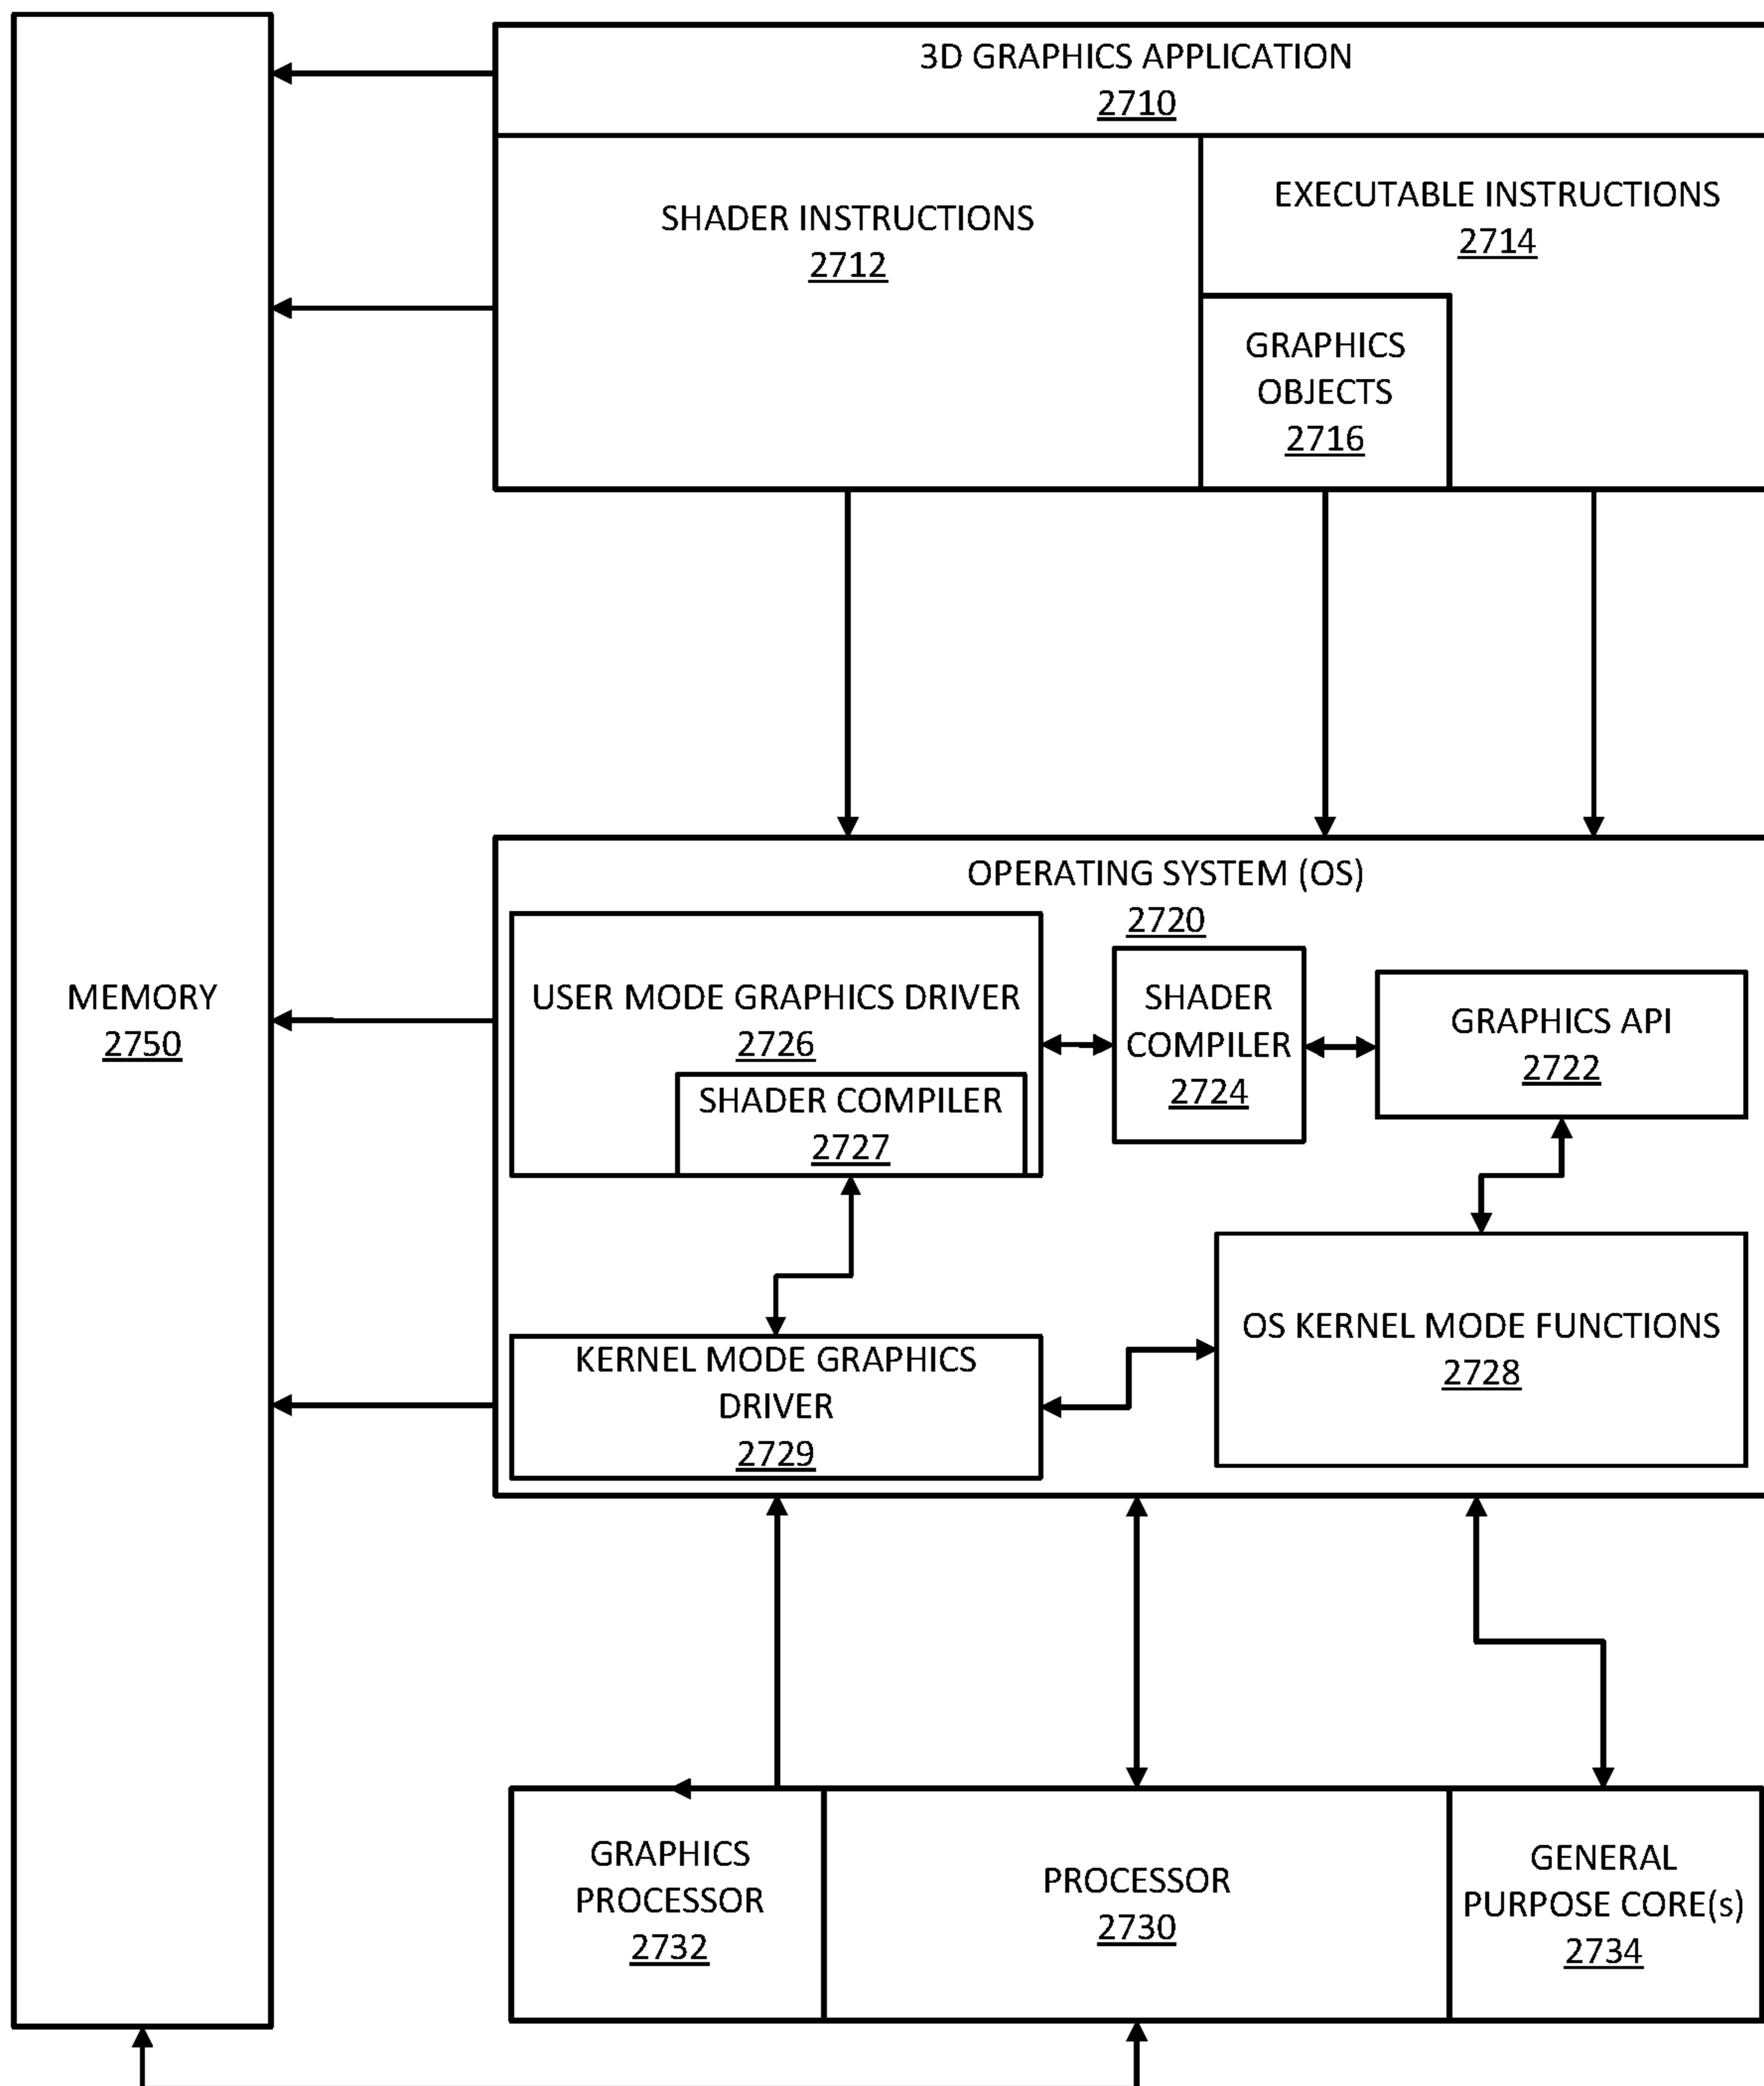 3D GRAPHICS APPLICATION
2710
SHADER INSTRUCTIONS
2712
EXECUTABLE INSTRUCTIONS
2714
GRAPHICS
OBJECTS
2716
MEMORY
2750
OPERATING SYSTEM (OS)
2720
USER MODE GRAPHICS DRIVER
2726
SHADER COMPILER
2727
SHADER
COMPILER
2724
GRAPHICS API
2722
KERNEL MODE GRAPHICS
DRIVER
2729
OS KERNEL MODE FUNCTIONS
2728
GRAPHICS
PROCESSOR
2732
PROCESSOR
2730
GENERAL
PURPOSE CORE(s)
2734